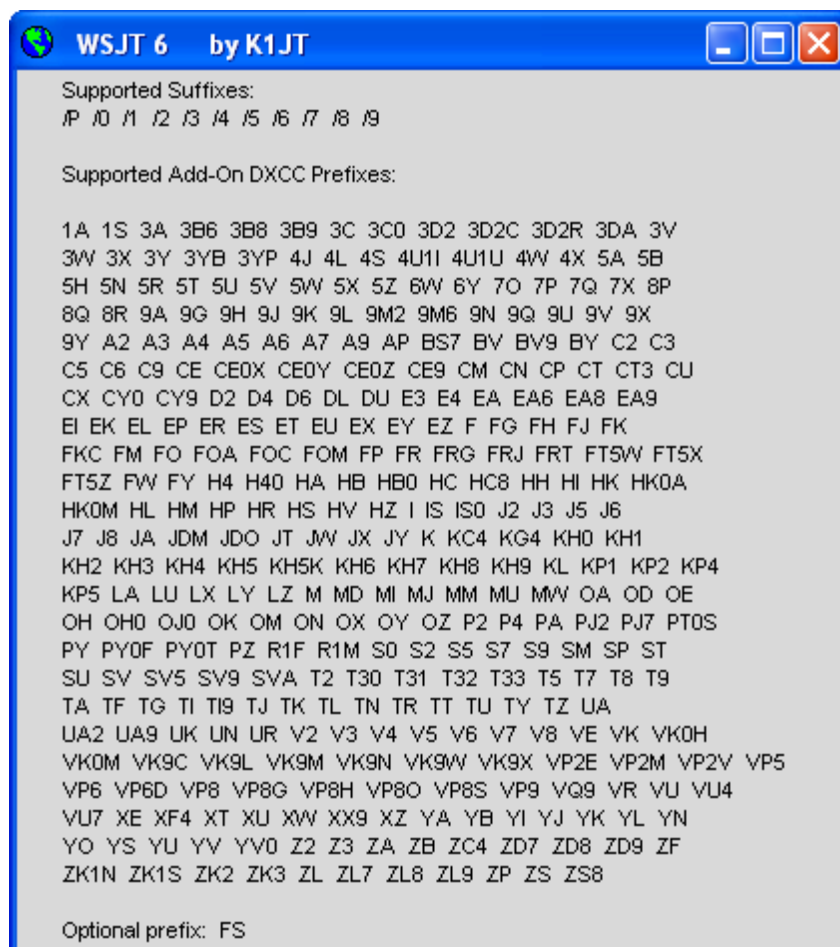 WSJT 6 by K1JT
Supported Suffixes:
/P /0 /1 /2 /3 /4 /5 /6 /7 /8 /9
Supported Add-On DXCC Prefixes:
1A 1S 3A 3B6 3B8 3B9 3C 3C0 3D2 3D2C 3D2R 3DA 3V
3W 3X 3Y 3YB 3YP 4J 4L 4S 4U1I 4U1U 4W 4X 5A 5B
5H 5N 5R 5T 5U 5V 5W 5X 5Z 6W 6Y 7O 7P 7Q 7X 8P
8Q 8R 9A 9G 9H 9J 9K 9L 9M2 9M6 9N 9Q 9U 9V 9X
9Y A2 A3 A4 A5 A6 A7 A9 AP BS7 BV BV9 BY C2 C3
C5 C6 C9 CE CE0X CE0Y CE0Z CE9 CM CN CP CT CT3 CU
CX CY0 CY9 D2 D4 D6 DL DU E3 E4 EA EA6 EA8 EA9
EI EK EL EP ER ES ET EU EX EY EZ F FG FH FJ FK
FKC FM FO FOA FOC FOM FP FR FRG FRJ FRT FT5W FT5X
FT5Z FW FY H4 H40 HA HB HB0 HC HC8 HH HI HK HK0A
HK0M HL HM HP HR HS HV HZ I IS IS0 J2 J3 J5 J6
J7 J8 JA JDM JDO JT JW JX JY K KC4 KG4 KH0 KH1
KH2 KH3 KH4 KH5 KH5K KH6 KH7 KH8 KH9 KL KP1 KP2 KP4
KP5 LA LU LX LY LZ M MD MI MJ MM MU MW OA OD OE
OH OH0 OJ0 OK OM ON OX OY OZ P2 P4 PA PJ2 PJ7 PT0S
PY PY0F PY0T PZ R1F R1M S0 S2 S5 S7 S9 SM SP ST
SU SV SV5 SV9 SVA T2 T30 T31 T32 T33 T5 T7 T8 T9
TA TF TG TI TI9 TJ TK TL TN TR TT TU TY TZ UA
UA2 UA9 UK UN UR V2 V3 V4 V5 V6 V7 V8 VE VK VK0H
VK0M VK9C VK9L VK9M VK9N VK9W VK9X VP2E VP2M VP2V VP5
VP6 VP6D VP8 VP8G VP8H VP8O VP8S VP9 VQ9 VR VU VU4
VU7 XE XF4 XT XU XW XX9 XZ YA YB YI YJ YK YL YN
YO YS YU YV YV0 Z2 Z3 ZA ZB ZC4 ZD7 ZD8 ZD9 ZF
ZK1N ZK1S ZK2 ZK3 ZL ZL7 ZL8 ZL9 ZP ZS ZS8
Optional prefix: FS